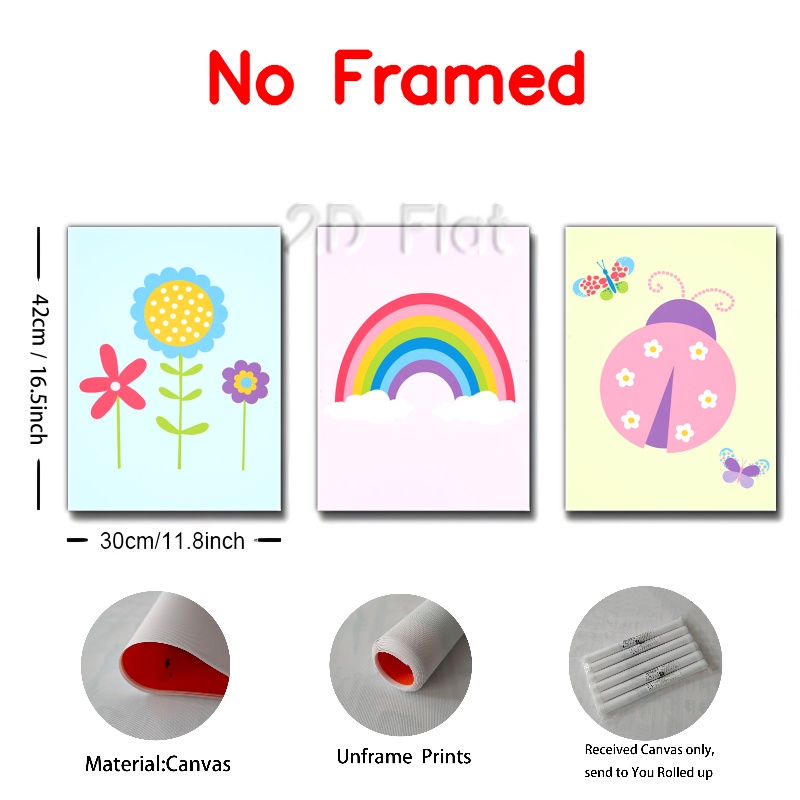 No Framed
2D Flat
42cm / 16.5inch
30cm/11.8inch
Material:Canvas
Unframe Prints
Received Canvas only,
send to You Rolled up